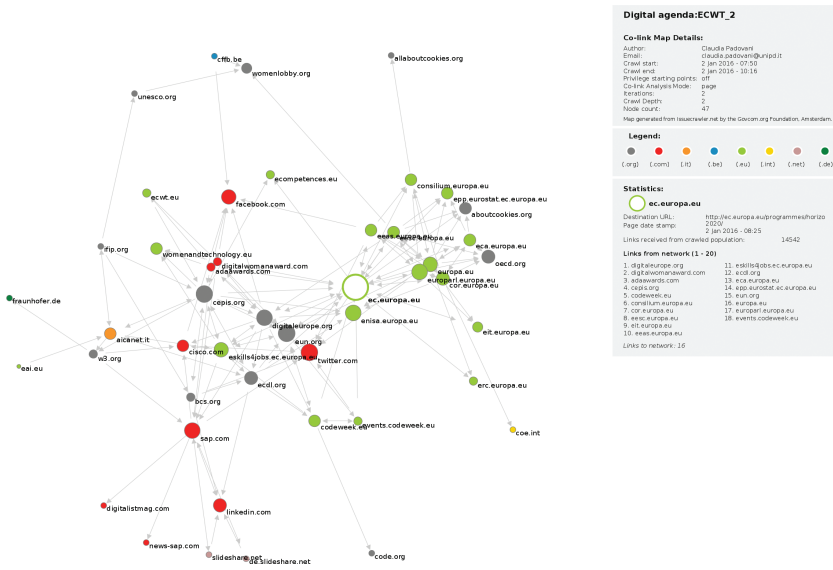 Digital agenda:ECWT_2
Co-link Map Details:
Author: Claudia Padovani
Email: claudia.padovani@unipd.it
Crawl start: 2 Jan 2016 - 07:50
Crawl end: 2 Jan 2016 - 10:16
Privilege starting points: off
Co-link Analysis Mode: page
Iterations: 2
Crawl Depth: 2
Node count: 47
Map generated from issuecrawler.net by the Govcom.org Foundation, Amsterdam.
Legend:
(.org) (.com) (.it) (.be) (.eu) (.int) (.net) (.de)
Statistics:
ec.europa.eu
Destination URL: http://ec.europa.eu/programmes/horizo
2020/
Page date stamp: 2 Jan 2016 - 08:25
Links received from crawled population: 14542
Links from network (1 - 20)
1. digitaleurope.org
2. digitalwomanaward.com
3. adaawards.com
4. cepis.org
5. codeweek.eu
6. consilium.europa.eu
7. cor.europa.eu
8. eesc.europa.eu
9. eit.europa.eu
10. eeas.europa.eu
11. eskills4jobs.ec.europa.eu
12. ecdl.org
13. eca.europa.eu
14. epp.eurostat.ec.europa.eu
15. eun.org
16. europa.eu
17. europarl.europa.eu
18. events.codeweek.eu
Links to network: 16
cffb.be
womenlobby.org
allaboutcookies.org
unesco.org
ecompetences.eu
consilium.europa.eu
ecwt.eu
facebook.com
epp.eurostat.ec.europa.eu
aboutcookies.org
eeas.europa.eu
eesc.europa.eu
eca.europa.eu
ifip.org
womenandtechnology.eu
digitalwomanaward.com
adaawards.com
oecd.org
europa.eu
europarl.europa.eu
cor.europa.eu
fraunhofer.de
cepis.org
ec.europa.eu
digitaleurope.org
enisa.europa.eu
eun.org
eit.europa.eu
aicanet.it
w3.org
cisco.com
eskills4jobs.ec.europa.eu
twitter.com
eai.eu
ecdl.org
erc.europa.eu
bcs.org
codeweek.eu
events.codeweek.eu
sap.com
coe.int
digitalistmag.com
linkedin.com
news-sap.com
slideshare.net
de.slideshare.net
code.org